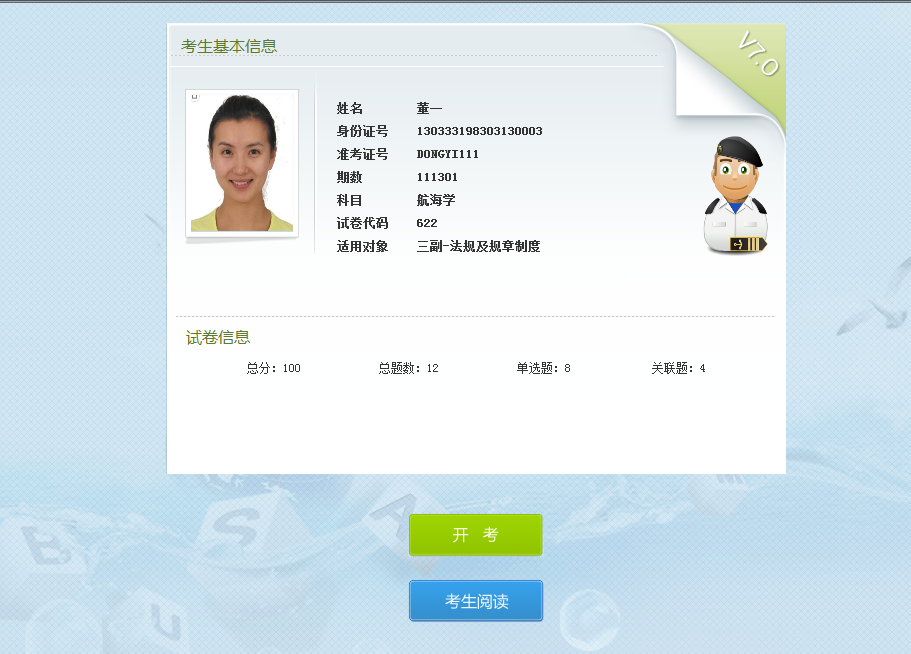 考生基本信息
V7.0
姓名 董一
身份证号 130333198303130003
准考证号 DONGYI111
期数 111301
科目 航海学
试卷代码 622
适用对象 三副-法规及规章制度
试卷信息
总分: 100 总题数: 12 单选题: 8 关联题: 4
开 考
考生阅读
B
S
A
U